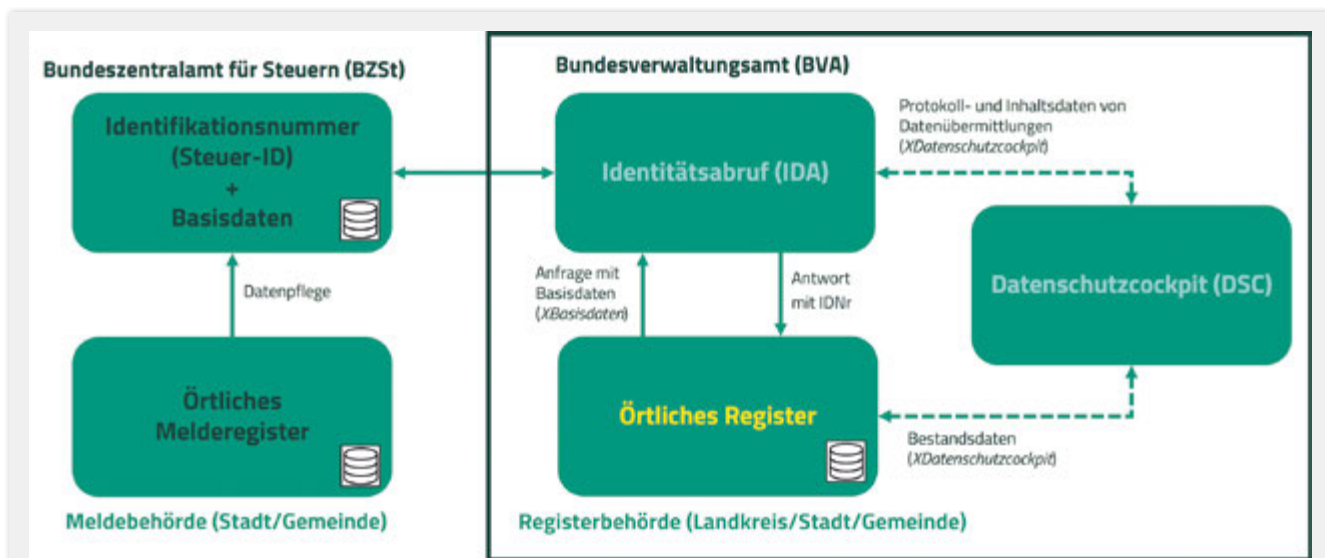 Bundeszentralamt für Steuern (BZSt)
Identifikationsnummer
(Steuer-ID)
+
Basisdaten
Datenpflege
Örtliches
Melderegister
Meldebehörde (Stadt/Gemeinde)
Bundesverwaltungsamt (BVA)
Identitätsabruf (IDA)
Protokoll- und Inhaltsdaten von
Datenübermittlungen
(XDatenschutzcockpit)
Anfrage mit
Basisdaten
(XBasisdaten)
Antwort
mit IDNr
Datenschutzcockpit (DSC)
Örtliches Register
Bestandsdaten
(XDatenschutzcockpit)
Registerbehörde (Landkreis/Stadt/Gemeinde)